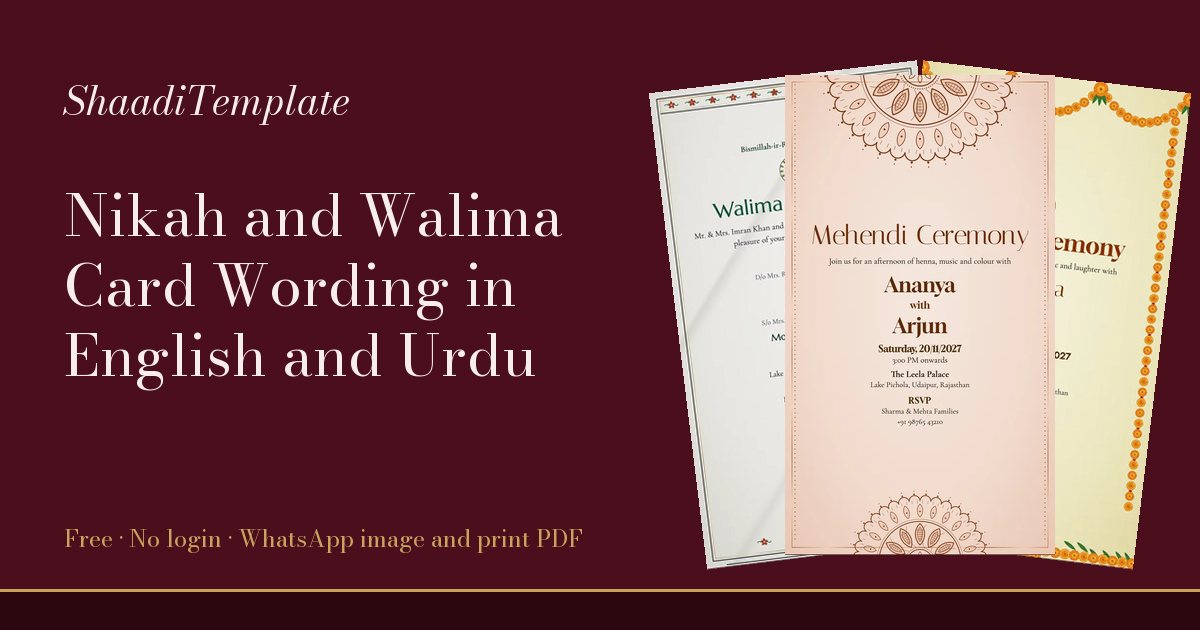 ShaadiTemplate
Nikah and Walima
Card Wording in
English and Urdu
Free · No login · WhatsApp image and print PDF
Walima
Mr. & Mrs. Imran Khan and
pleasure of your
D/o Mrs.
S/o Mrs.
Lake
Mehendi Ceremony
Join us for an afternoon of henna, music and colour with
Ananya
with
Arjun
Saturday, 20/11/2027
3:00 PM onwards
The Leela Palace
Lake Pichola, Udaipur, Rajasthan
RSVP
Sharma & Mehta Families
+91 98765 43210
and laughter with